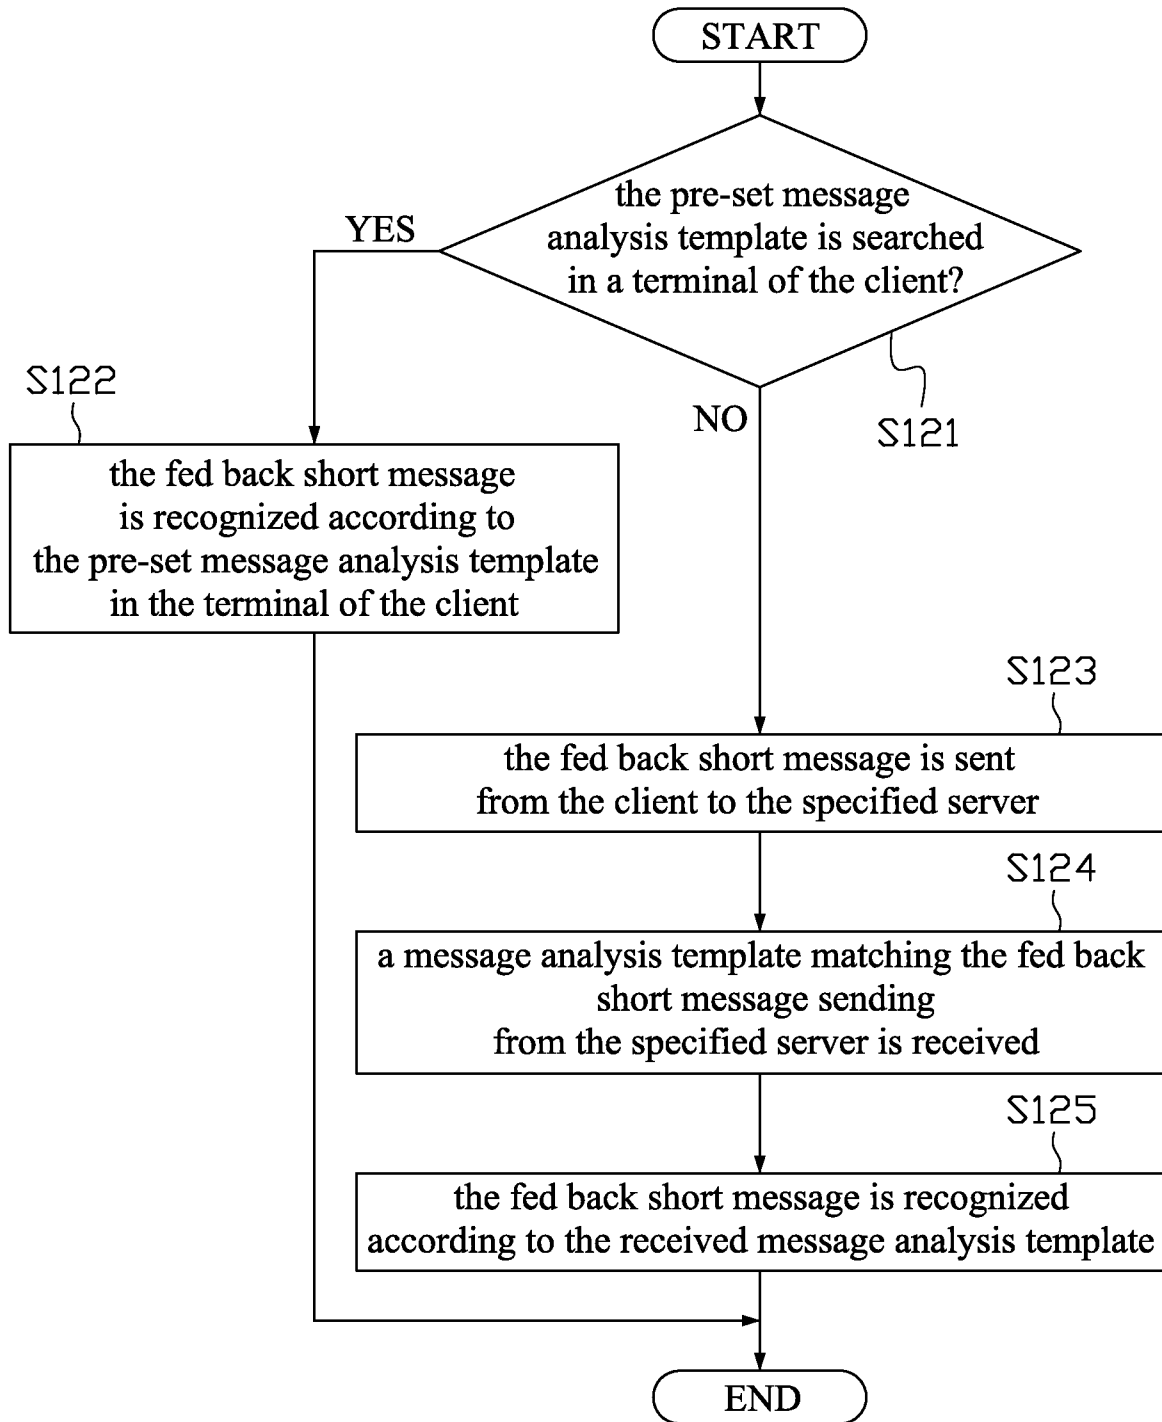 START
the pre-set message
analysis template is searched
in a terminal of the client?
YES
S121
NO
S122
the fed back short message
is recognized according to
the pre-set message analysis template
in the terminal of the client
S123
the fed back short message is sent
from the client to the specified server
S124
a message analysis template matching the fed back
short message sending
from the specified server is received
S125
the fed back short message is recognized
according to the received message analysis template
END